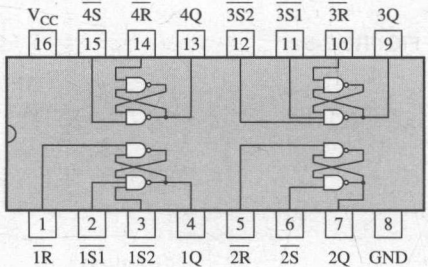 V_CC 4S̅ 4R̅ 4Q 3S2̅ 3S1̅ 3R̅ 3Q
16 15 14 13 12 11 10 9
1 2 3 4 5 6 7 8
1R̅ 1S1̅ 1S2̅ 1Q 2R̅ 2S̅ 2Q GND